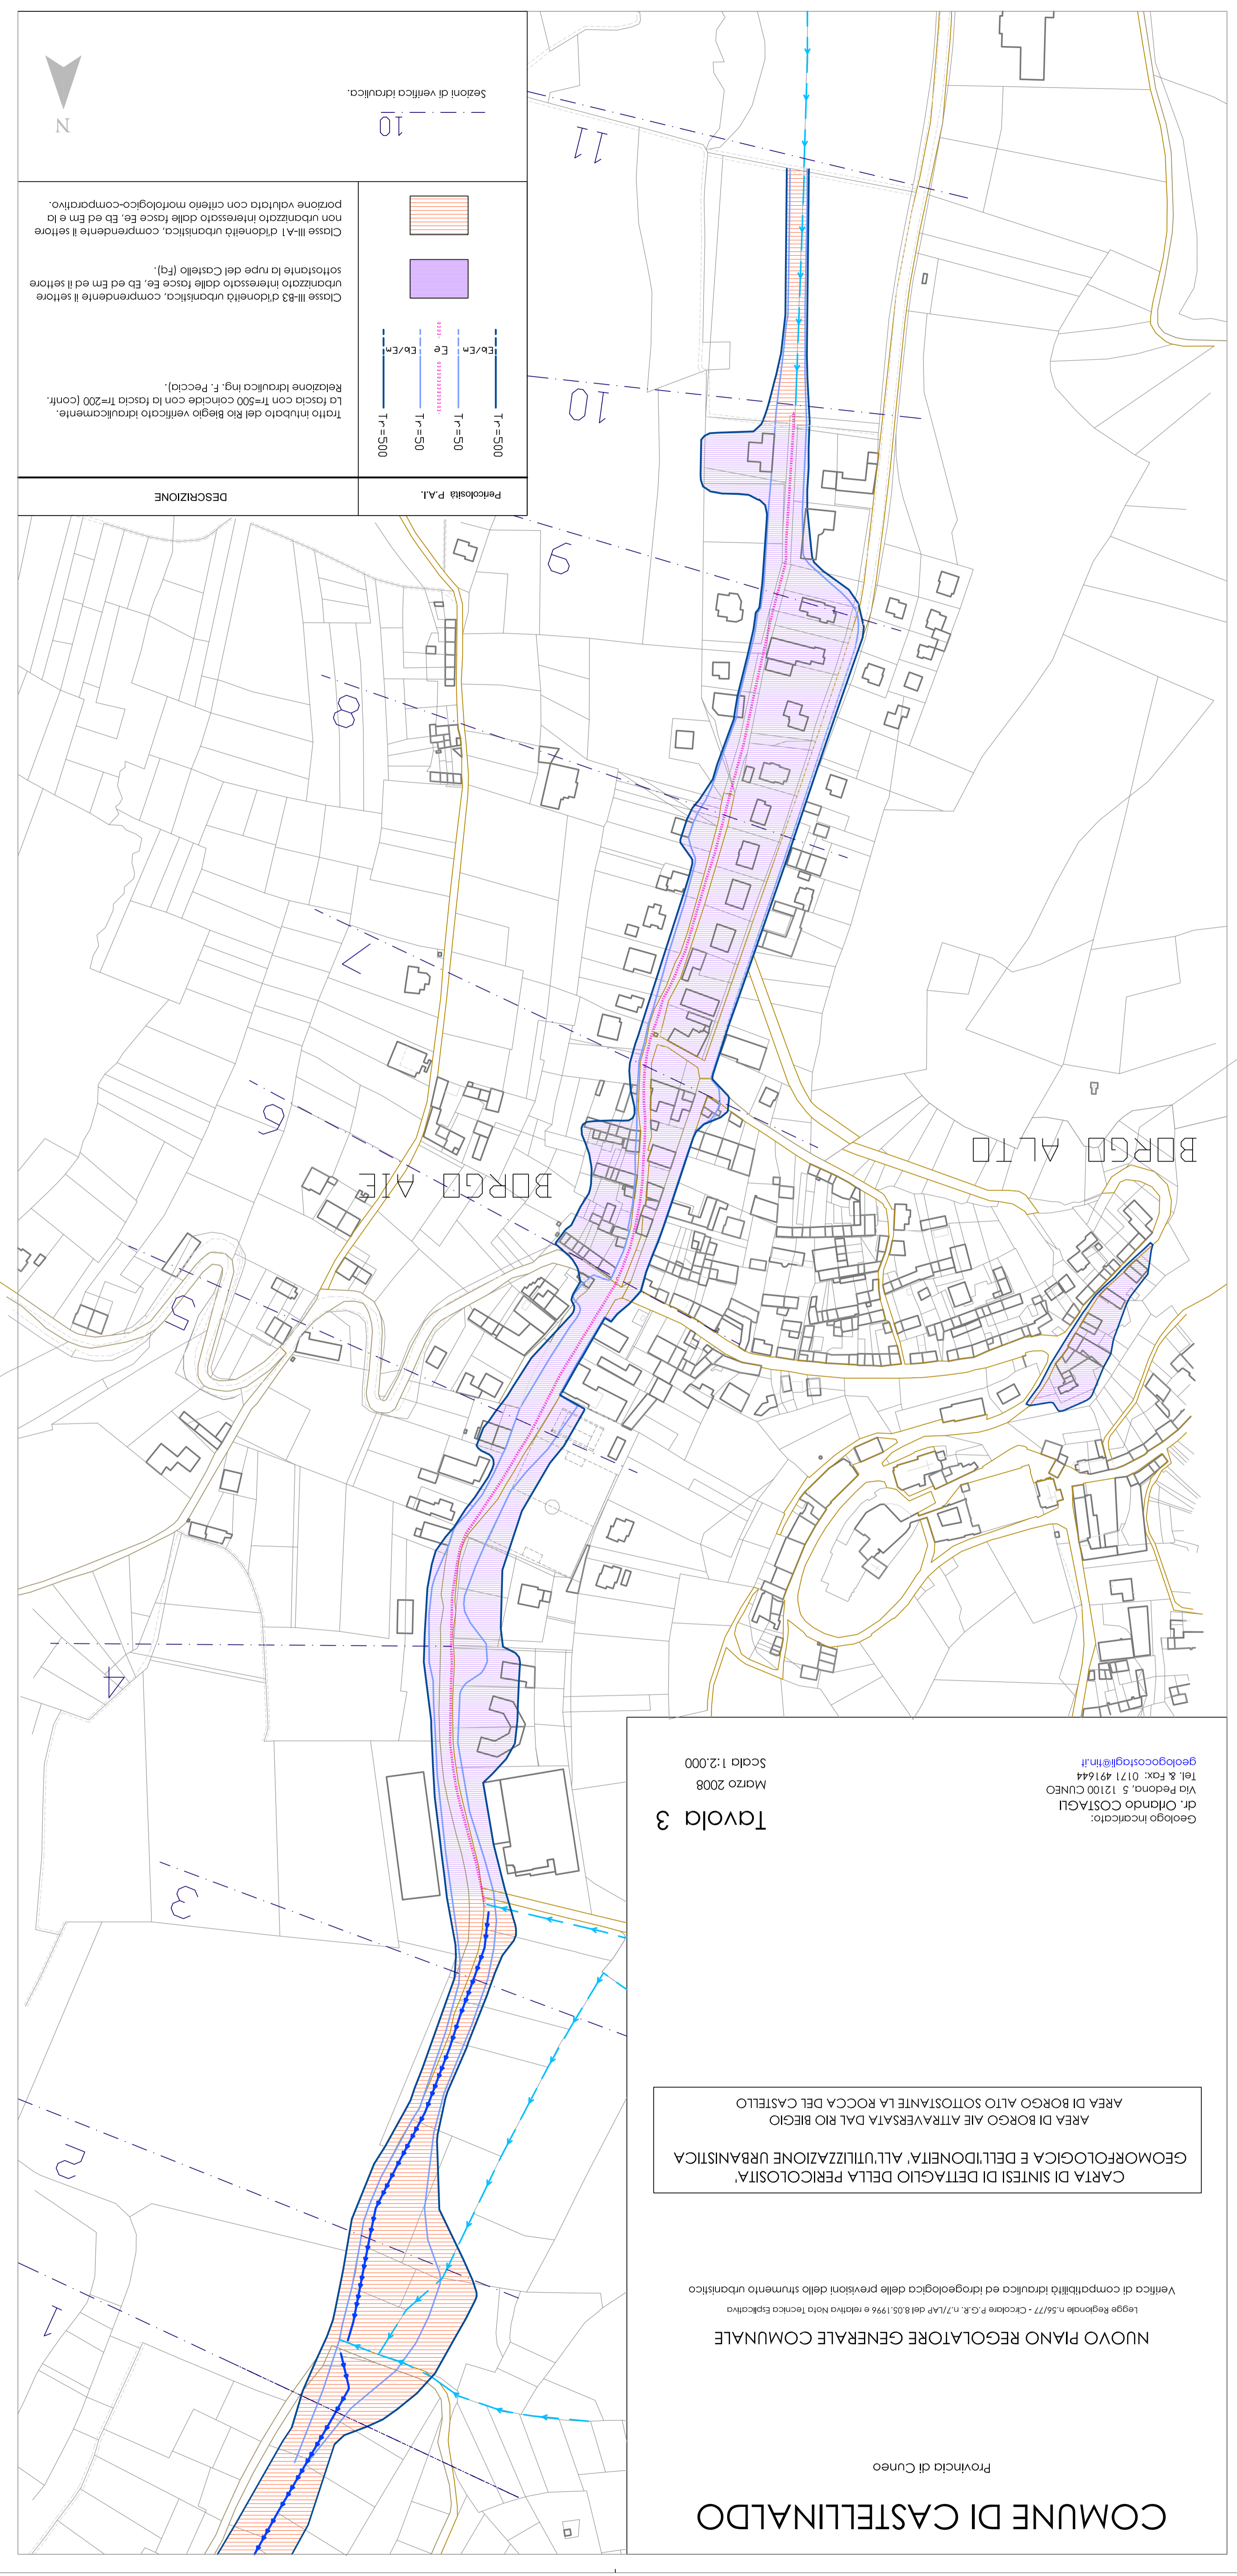 COMUNE DI CASTELLINALDO
Provincia di Cuneo
NUOVO PIANO REGOLATORE GENERALE COMUNALE
Legge Regionale n.56/77 - Circolare P.G.R. n.7/LAP del 8.05.1996 e relativa Nota Tecnica Esplicativa
Verifica di compatibilità idraulica ed idrogeologica delle previsioni dello strumento urbanistico
CARTA DI SINTESI DI DETTAGLIO DELLA PERICOLOSITA'
GEOMORFOLOGICA E DELL'IDONEITA' ALL'UTILIZZAZIONE URBANISTICA
AREA DI BORGO AIE ATTRAVERSATA DAL RIO BIEGIO
AREA DI BORGO ALTO SOTTOSTANTE LA ROCCA DEL CASTELLO
Geologo incaricato:
dr. Orlando COSTAGLI
Via Pedona, 5 12100 CUNEO
Tel. & Fax: 0171 491644
geologocostagli@tin.it
Tavola 3
Marzo 2008
Scala 1:2.000
1
2
3
4
5
6
7
8
9
10
11
BORGO ALTO
BORGO AIE
Pericolosità P.A.I.
DESCRIZIONE
Tr=500
Tr=50
Tr=50
Tr=500
Eb/Em
Ee
Eb/Em
Tratto intubato del Rio Biegio verificato idraulicamente.
La fascia con Tr=500 coincide con la fascia Tr=200 (confr.
Relazione Idraulica ing. F. Peccia).
Classe III-B3 d'idoneità urbanistica, comprendente il settore
urbanizzato interessato dalle fasce Ee, Eb ed Em ed il settore
sottostante la rupe del Castello (Fq).
Classe III-A1 d'idoneità urbanistica, comprendente il settore
non urbanizzato interessato dalle fasce Ee, Eb ed Em e la
porzione valutata con criterio morfologico-comparativo.
10
Sezioni di verifica idraulica.
N